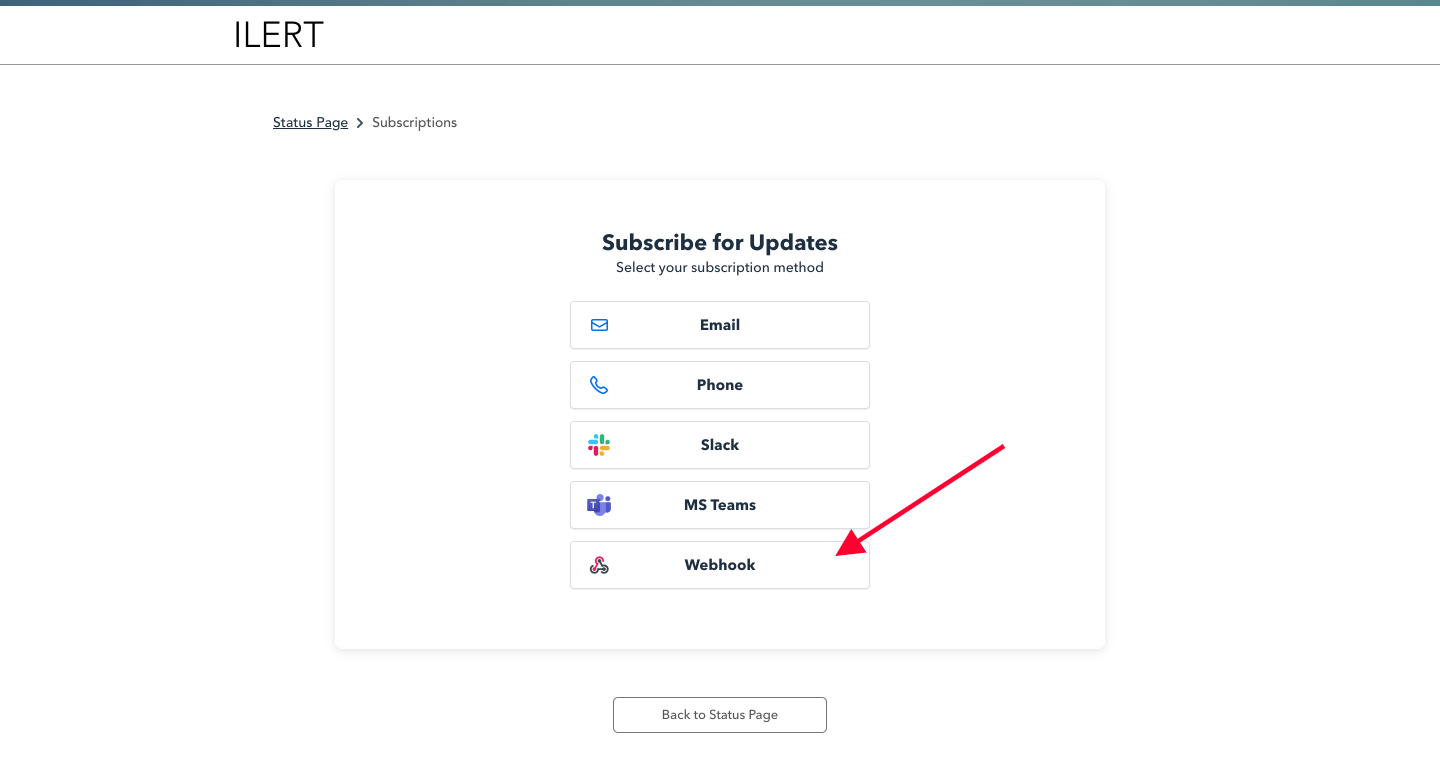 ILERT
Status Page > Subscriptions
Subscribe for Updates
Select your subscription method
Email
Phone
Slack
MS Teams
Webhook
Back to Status Page